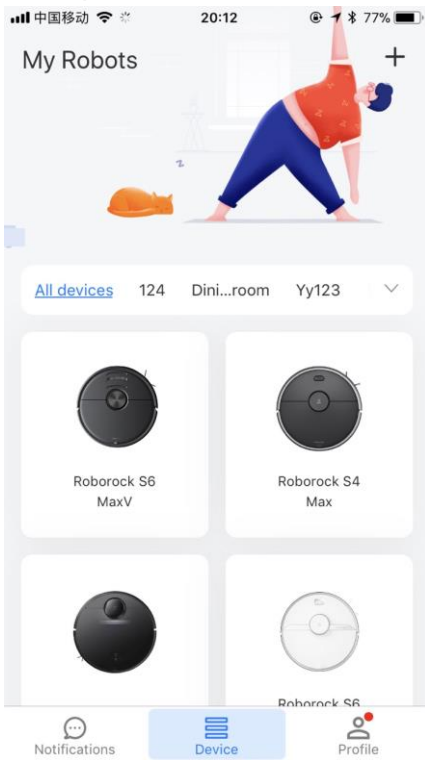 中国移动 20:12 77%
My Robots
All devices 124 Dini...room Yy123
Roborock S6
MaxV
Roborock S4
Max
Roborock S6
Notifications Device Profile